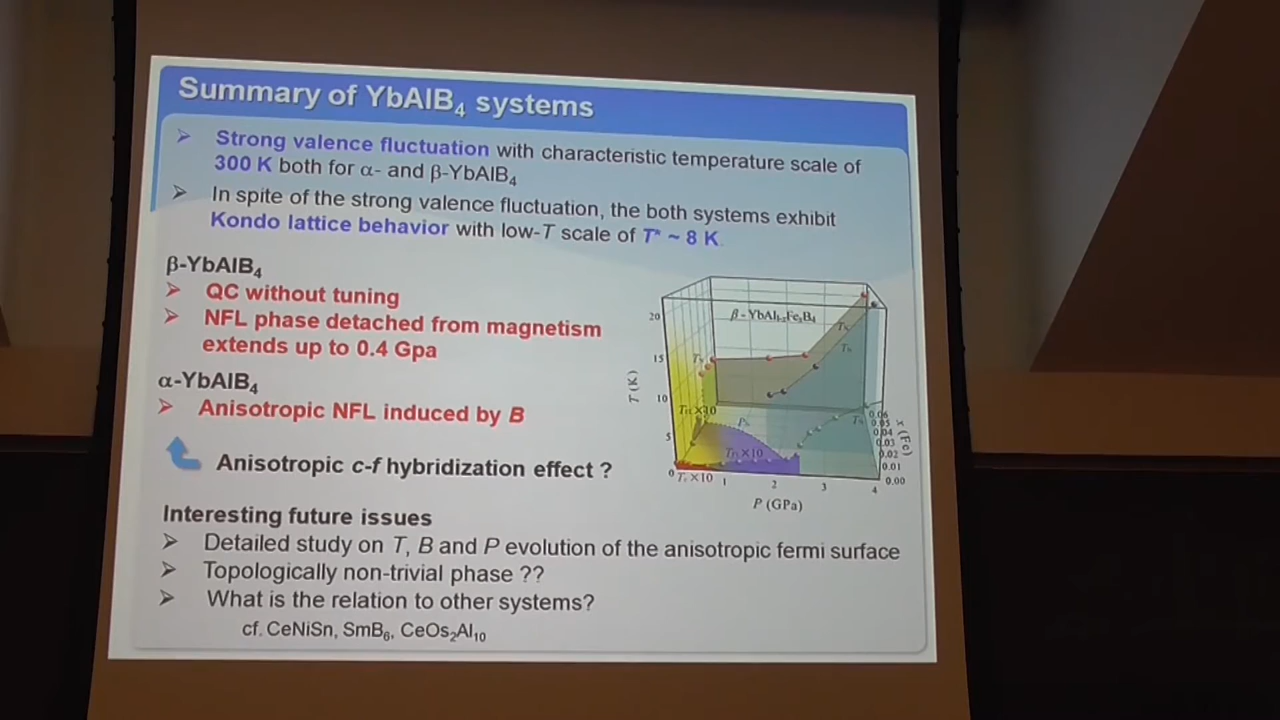 Summary of YbAlB4 systems
➢ Strong valence fluctuation with characteristic temperature scale of
300 K both for α- and β-YbAlB4
➢ In spite of the strong valence fluctuation, the both systems exhibit
Kondo lattice behavior with low-T scale of T* ~ 8 K
β-YbAlB4
➢ QC without tuning
➢ NFL phase detached from magnetism
extends up to 0.4 Gpa
α-YbAlB4
➢ Anisotropic NFL induced by B
Anisotropic c-f hybridization effect ?
Interesting future issues
➢ Detailed study on T, B and P evolution of the anisotropic fermi surface
➢ Topologically non-trivial phase ??
➢ What is the relation to other systems?
cf. CeNiSn, SmB6, CeOs2Al10
T (K)
20
15
10
5
0
1
2
3
4
P (GPa)
0.06
0.05
0.04
0.03
0.02
0.01
0.00
x (Fe)